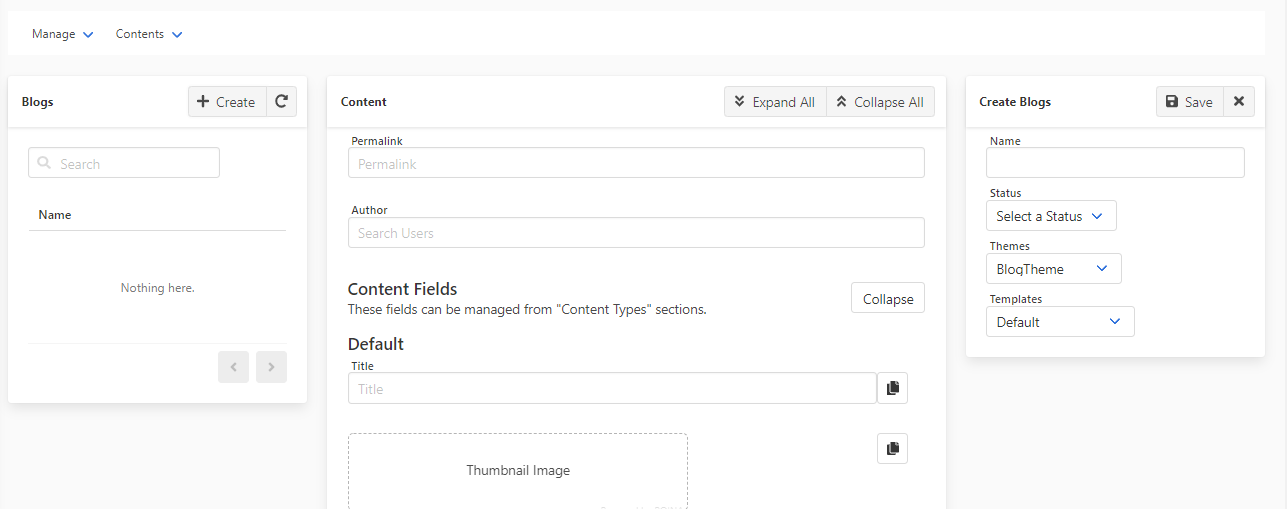 Manage Contents
Blogs
Create
Search
Name
Nothing here.
Content
Expand All Collapse All
Permalink
Permalink
Author
Search Users
Content Fields
These fields can be managed from "Content Types" sections.
Collapse
Default
Title
Title
Thumbnail Image
Create Blogs
Save
Name
Status
Select a Status
Themes
BlogTheme
Templates
Default